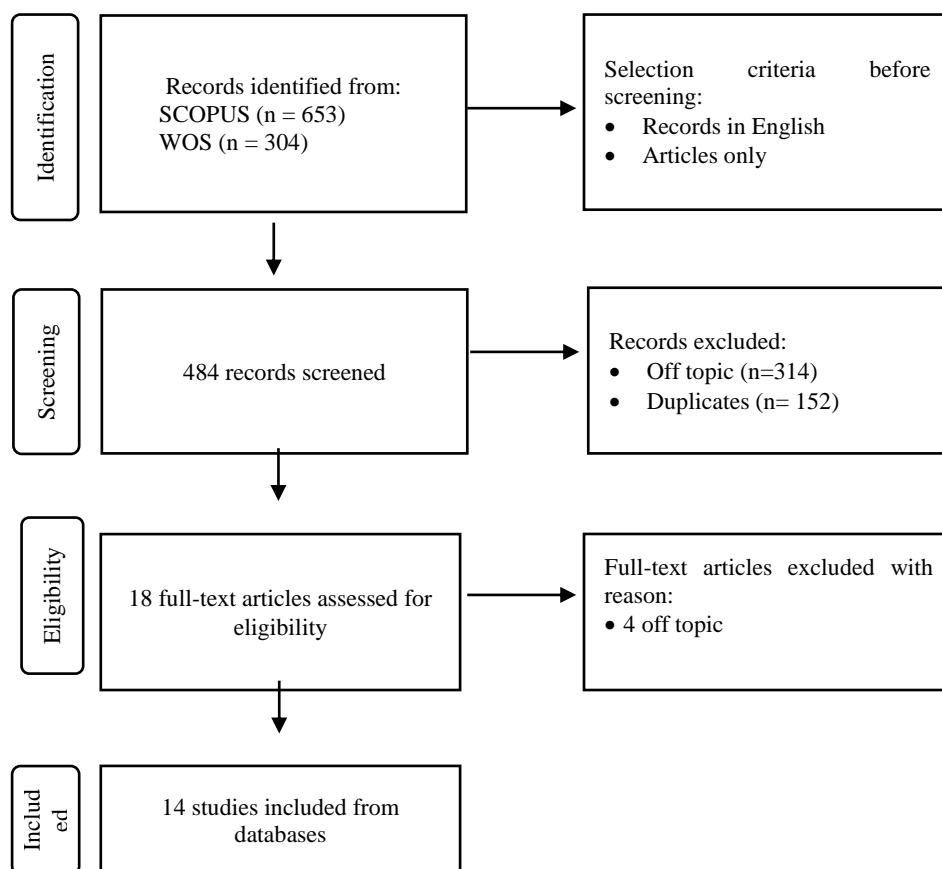 Identification
Records identified from:
SCOPUS (n = 653)
WOS (n = 304)
Selection criteria before
screening:
• Records in English
• Articles only
Screening
484 records screened
Records excluded:
• Off topic (n=314)
• Duplicates (n= 152)
Eligibility
18 full-text articles assessed for
eligibility
Full-text articles excluded with
reason:
• 4 off topic
Includ
ed
14 studies included from
databases